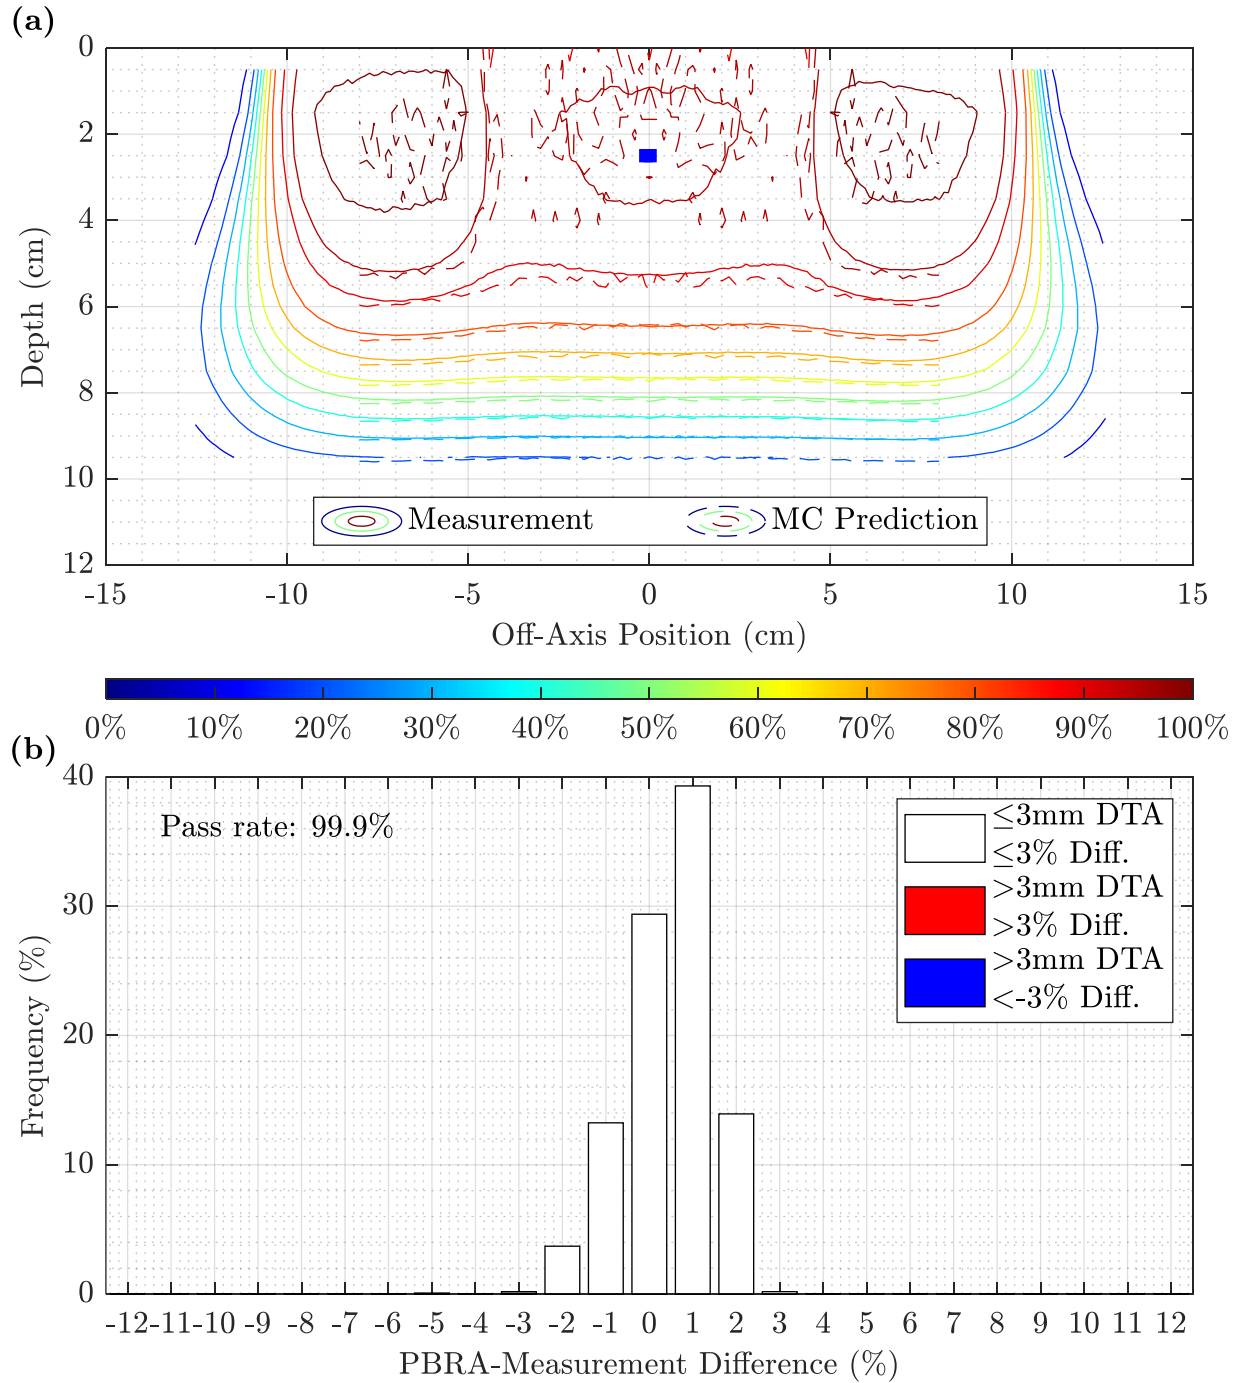 (a)
0
2
4
6
8
10
12
Depth (cm)
Measurement
MC Prediction
-15 -10 -5 0 5 10 15
Off-Axis Position (cm)
0% 10% 20% 30% 40% 50% 60% 70% 80% 90% 100%
(b)
40
30
20
10
0
Frequency (%)
Pass rate: 99.9%
≤3mm DTA
≤3% Diff.
>3mm DTA
>3% Diff.
>3mm DTA
<-3% Diff.
-12 -11 -10 -9 -8 -7 -6 -5 -4 -3 -2 -1 0 1 2 3 4 5 6 7 8 9 10 11 12
PBRA-Measurement Difference (%)